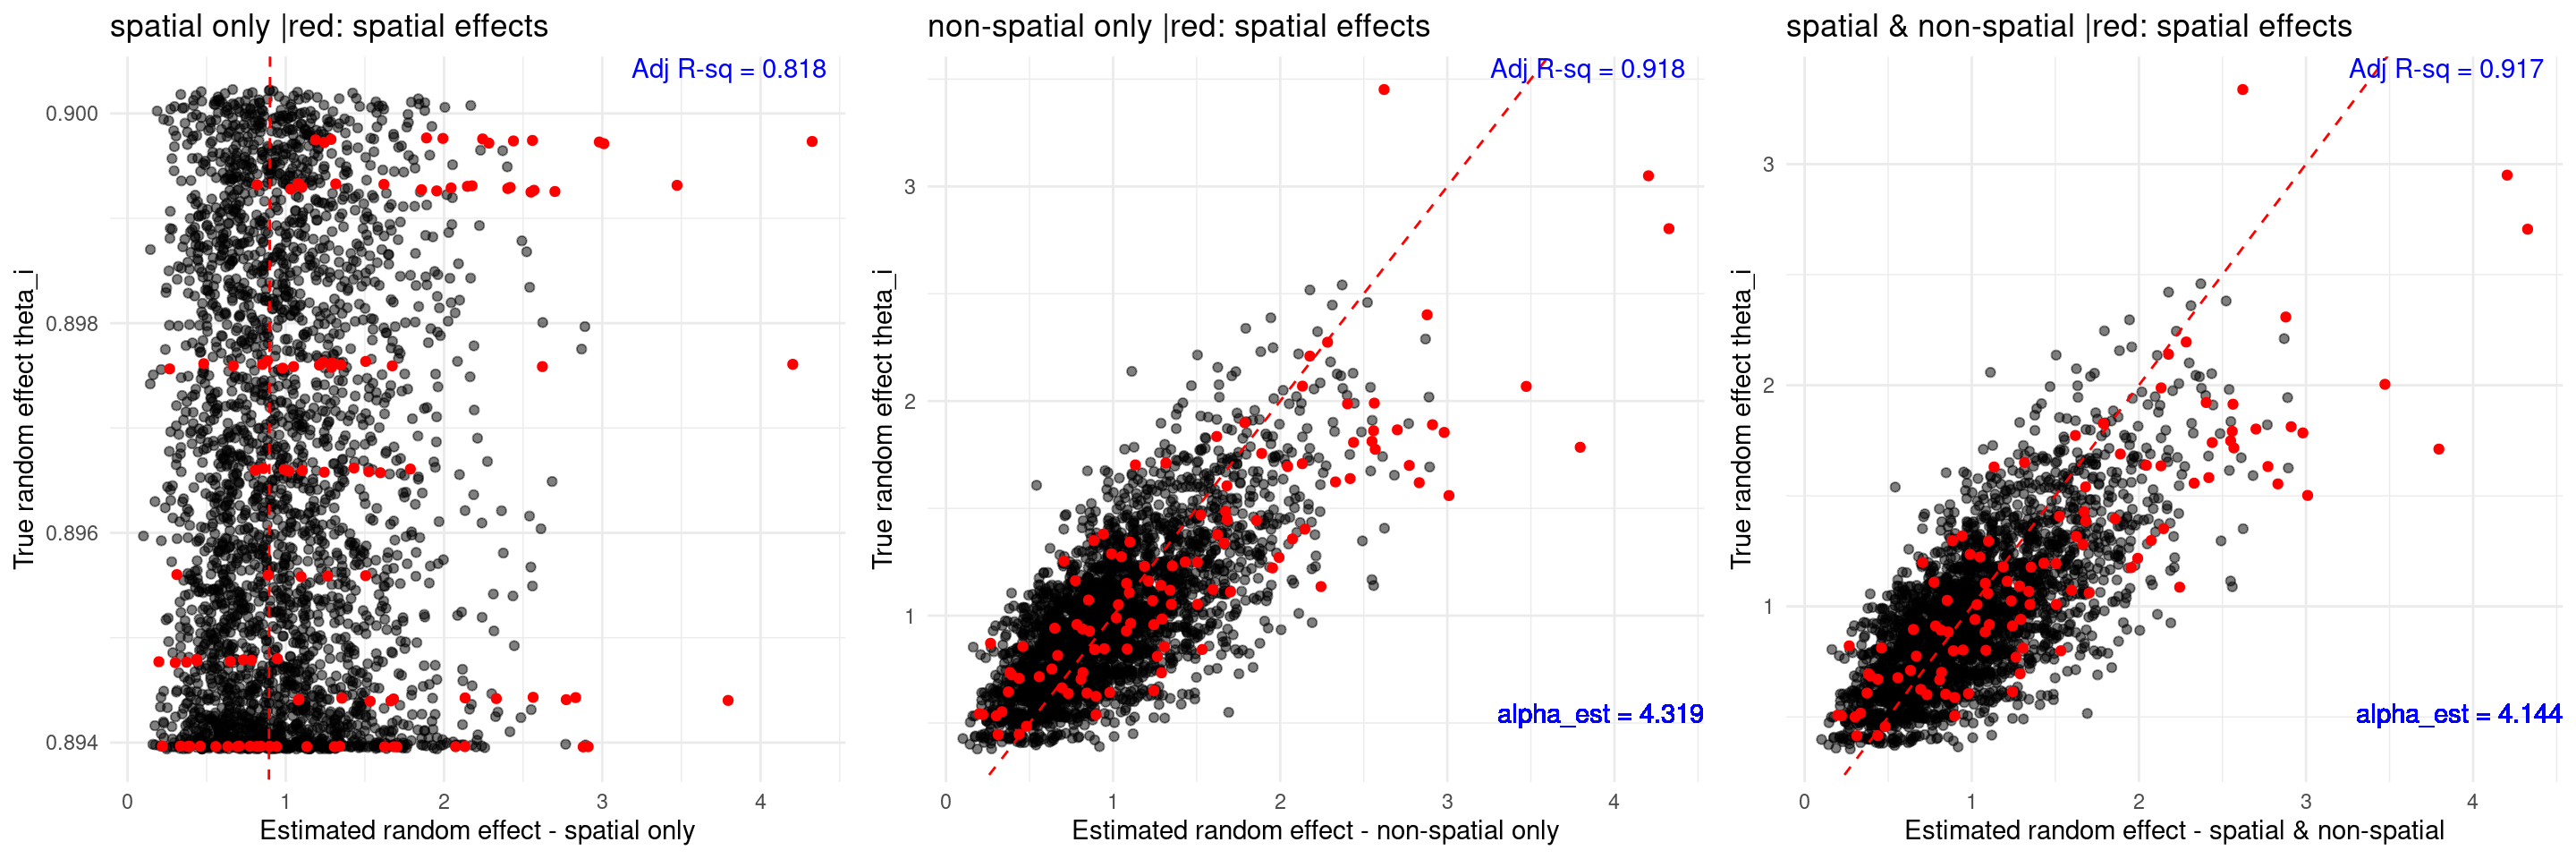 spatial only |red: spatial effects
Adj R-sq = 0.818
True random effect theta_i
0.900
0.898
0.896
0.894
0 1 2 3 4
Estimated random effect - spatial only
non-spatial only |red: spatial effects
Adj R-sq = 0.918
True random effect theta_i
3
2
1
alpha_est = 4.319
0 1 2 3 4
Estimated random effect - non-spatial only
spatial & non-spatial |red: spatial effects
Adj R-sq = 0.917
True random effect theta_i
3
2
1
alpha_est = 4.144
0 1 2 3 4
Estimated random effect - spatial & non-spatial